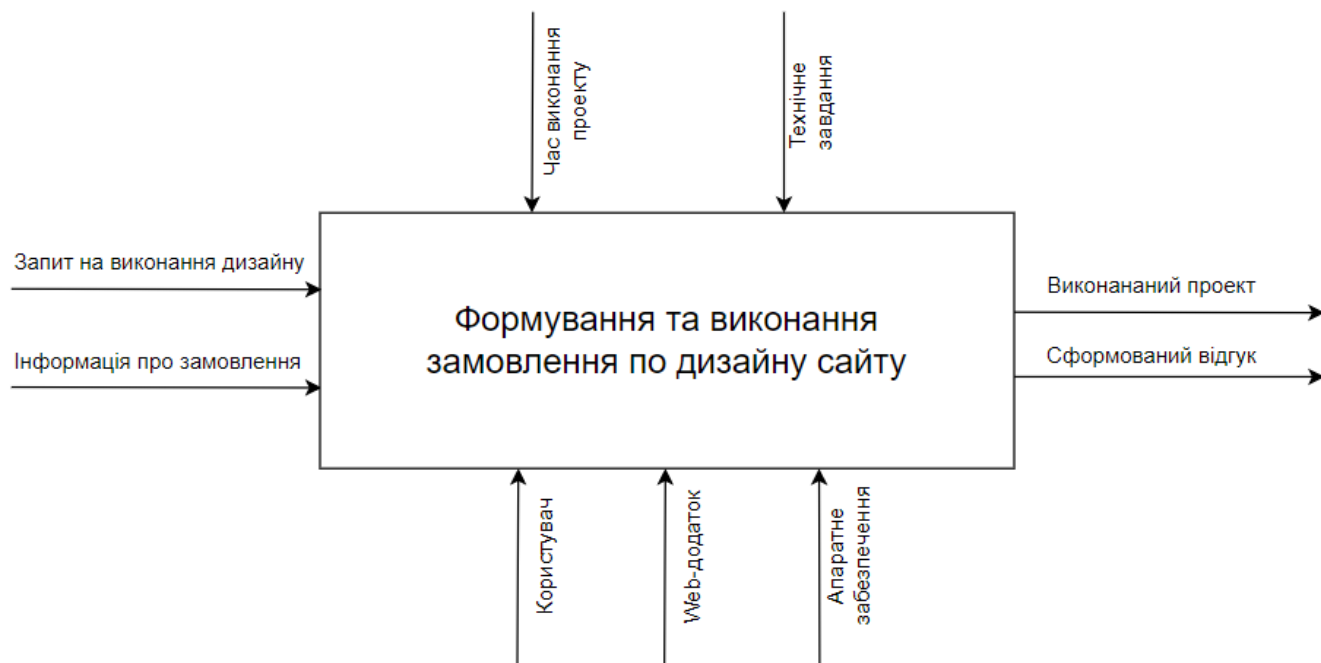 Час виконання
проекту
Технічне
завдання
Запит на виконання дизайну
Інформація про замовлення
Формування та виконання
замовлення по дизайну сайту
Виконананий проект
Сформований відгук
Користувач
Web-додаток
Апаратне
забезпечення